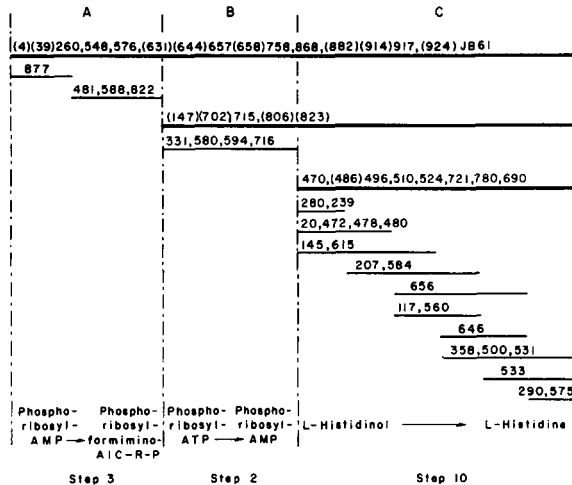 A B C
(4)(39)260,548,576,(631)(644)657(658)758,868,(882)(914)917,(924) JB61
877
481,588,822
(147)(702)715,(806)(823)
331,580,594,716
470,(486)496,510,524,721,780,690
280,239
20,472,478,480
145,615
207,584
656
117,560
646
358,500,531
533
290,575
Phospho- Phospho- Phospho- Phospho-
ribosyl- ribosyl- ribosyl- ribosyl- L-Histidinol → L-Histidine
AMP → formimino- ATP → AMP
AIC-R-P
Step 3 Step 2 Step 10